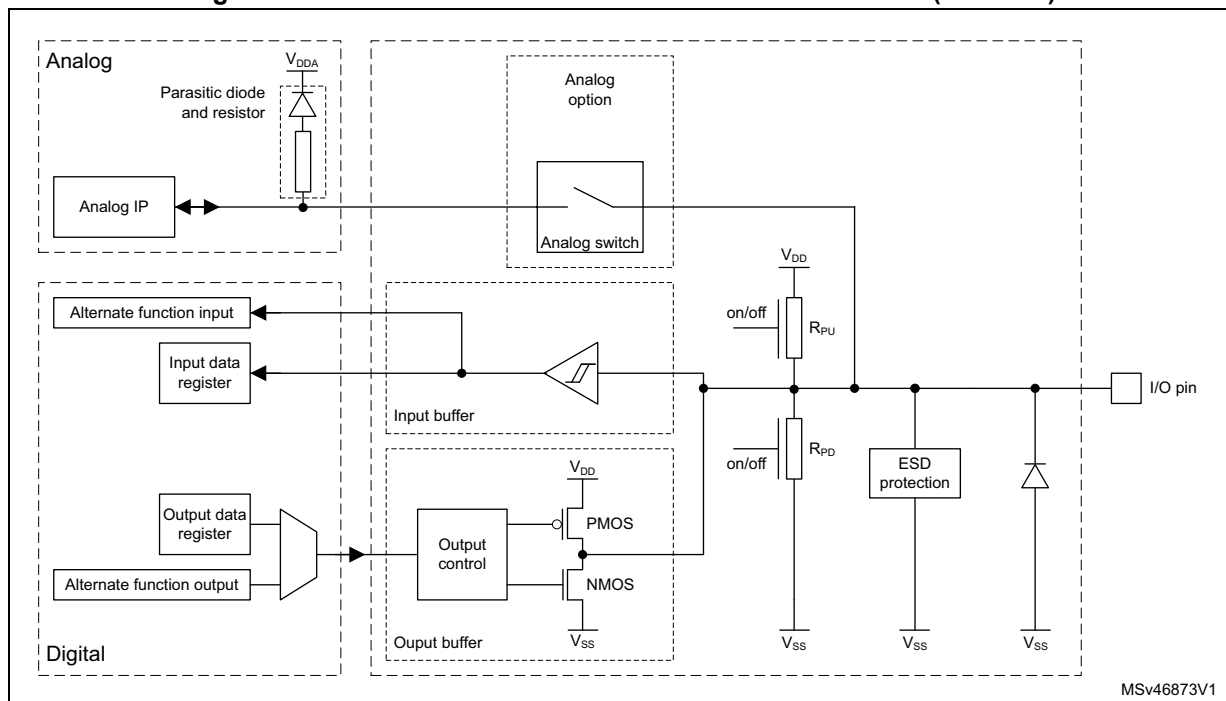 Analog
VDDA
Parasitic diode
and resistor
Analog IP
Analog
option
Analog switch
Digital
Alternate function input
Input data
register
Input buffer
Output data
register
Alternate function output
Output
control
VDD
PMOS
NMOS
VSS
Ouput buffer
VDD
on/off
RPU
on/off
RPD
VSS
ESD
protection
VSS
VSS
I/O pin
MSv46873V1